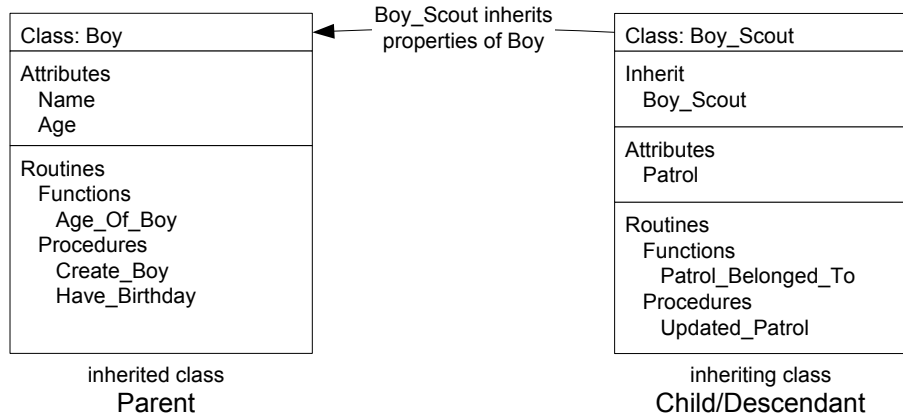 Boy_Scout inherits
properties of Boy
Class: Boy
Attributes
Name
Age
Routines
Functions
Age_Of_Boy
Procedures
Create_Boy
Have_Birthday
inherited class
Parent
Class: Boy_Scout
Inherit
Boy_Scout
Attributes
Patrol
Routines
Functions
Patrol_Belonged_To
Procedures
Updated_Patrol
inheriting class
Child/Descendant